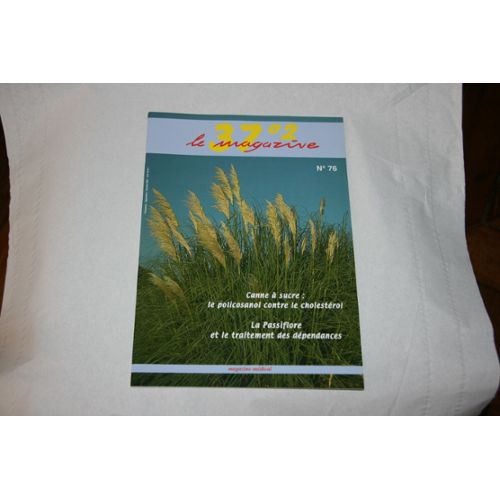 37°2
le magazine
N° 76
Canne à sucre :
le policosanol contre le cholestérol
La Passiflore
et le traitement des dépendances
magazine médical